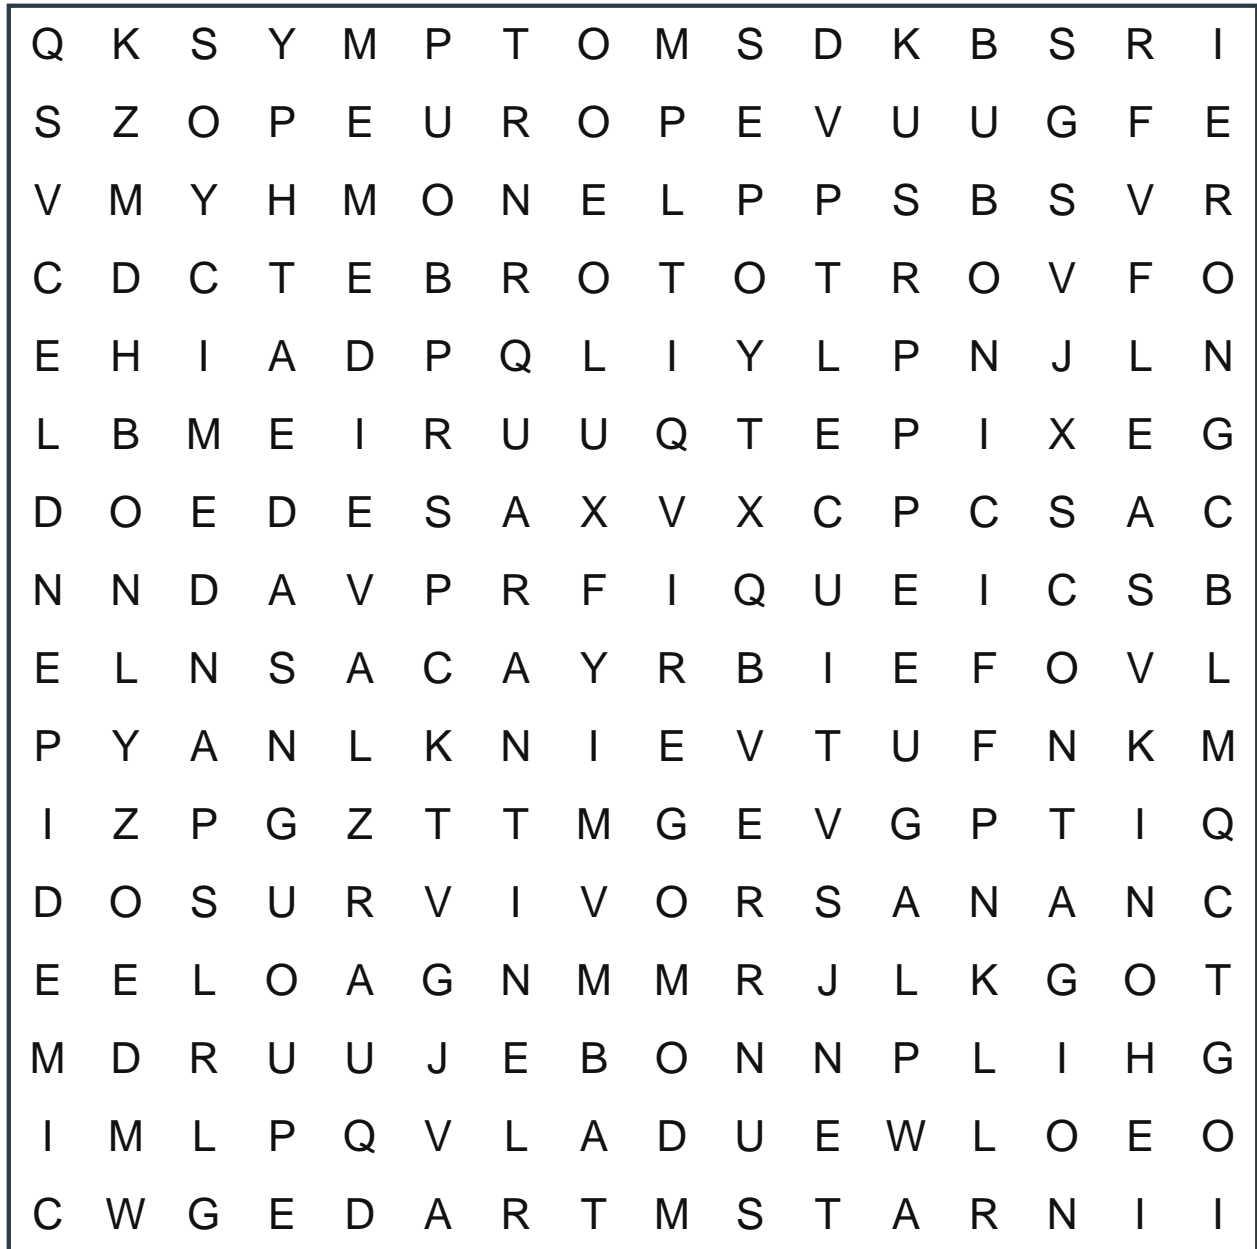 Q K S Y M P T O M S D K B S R I
S Z O P E U R O P E V U U G F E
V M Y H M O N E L P P S B S V R
C D C T E B R O T O T R O V F O
E H I A D P Q L I Y L P N J L N
L B M E I R U U Q T E P I X E G
D O E D E S A X V X C P C S A C
N N D A V P R F I Q U E I C S B
E L N S A C A Y R B I E F O V L
P Y A N L K N I E V T U F N K M
I Z P G Z T T M G E V G P T I Q
D O S U R V I V O R S A N A N C
E E L O A G N M M R J L K G O T
M D R U U J E B O N N P L I H G
I M L P Q V L A D U E W L O E O
C W G E D A R T M S T A R N I I